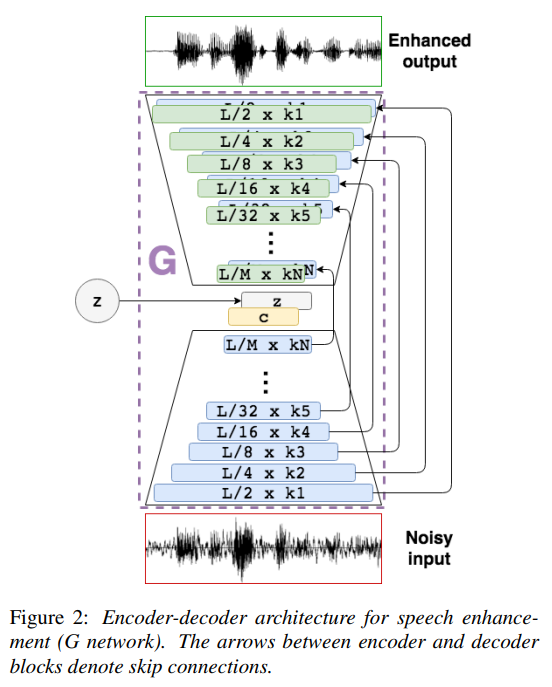 Enhanced
output
L/2 x k1
L/4 x k2
L/8 x k3
L/16 x k4
L/32 x k5
G
L/M x kN
z
z
c
L/M x kN
L/32 x k5
L/16 x k4
L/8 x k3
L/4 x k2
L/2 x k1
Noisy
input
Figure 2: Encoder-decoder architecture for speech enhance-
ment (G network). The arrows between encoder and decoder
blocks denote skip connections.